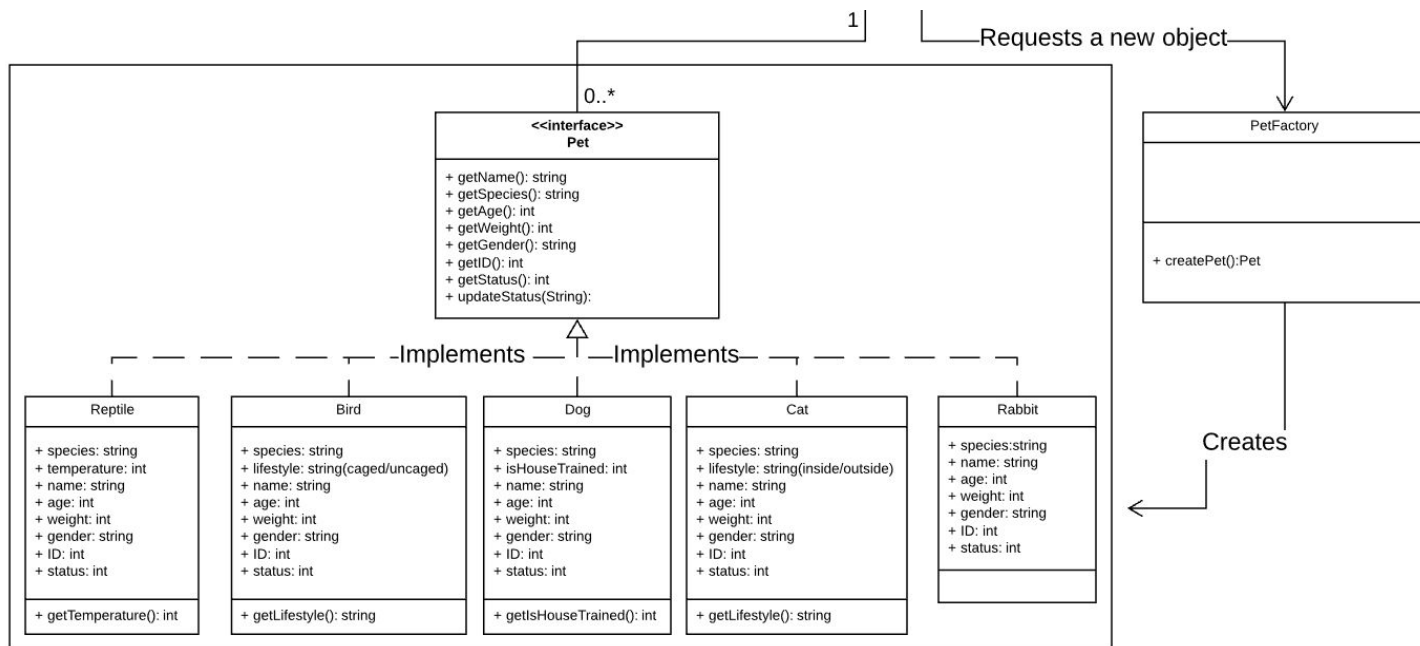 1
Requests a new object
0..*
<<interface>>
Pet
+ getName(): string
+ getSpecies(): string
+ getAge(): int
+ getWeight(): int
+ getGender(): string
+ getID(): int
+ getStatus(): int
+ updateStatus(String):
PetFactory
+ createPet():Pet
Implements
Implements
Creates
Reptile
+ species: string
+ temperature: int
+ name: string
+ age: int
+ weight: int
+ gender: string
+ ID: int
+ status: int
+ getTemperature(): int
Bird
+ species: string
+ lifestyle: string(caged/uncaged)
+ name: string
+ age: int
+ weight: int
+ gender: string
+ ID: int
+ status: int
+ getLifestyle(): string
Dog
+ species: string
+ isHouseTrained: int
+ name: string
+ age: int
+ weight: int
+ gender: string
+ ID: int
+ status: int
+ getIsHouseTrained(): int
Cat
+ species: string
+ lifestyle: string(inside/outside)
+ name: string
+ age: int
+ weight: int
+ gender: string
+ ID: int
+ status: int
+ getLifestyle(): string
Rabbit
+ species:string
+ name: string
+ age: int
+ weight: int
+ gender: string
+ ID: int
+ status: int